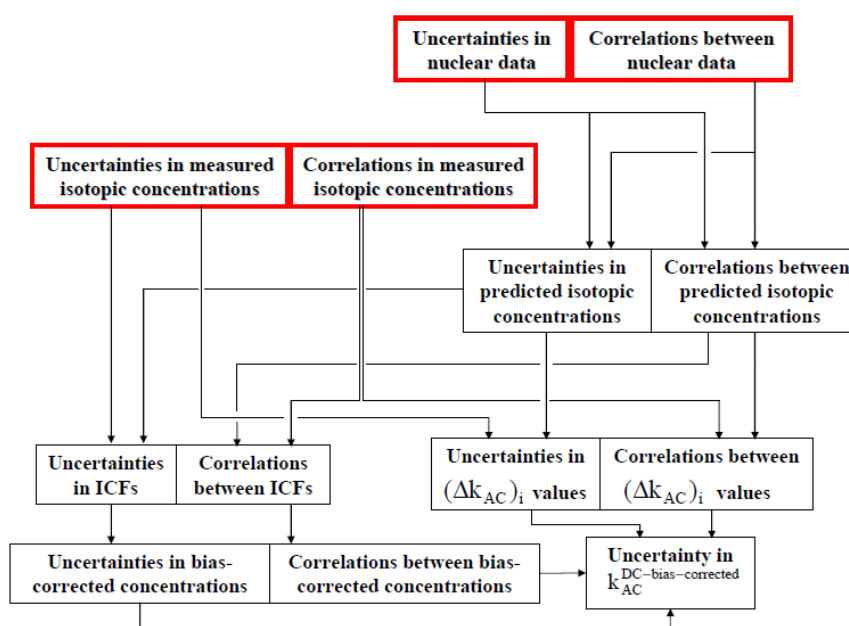 Uncertainties in
nuclear data
Correlations between
nuclear data
Uncertainties in measured
isotopic concentrations
Correlations in measured
isotopic concentrations
Uncertainties in
predicted isotopic
concentrations
Correlations between
predicted isotopic
concentrations
Uncertainties
in ICFs
Correlations
between ICFs
Uncertainties in
(Δk_AC)_i values
Correlations between
(Δk_AC)_i values
Uncertainties in bias-
corrected concentrations
Correlations between bias-
corrected concentrations
Uncertainty in
k_AC^DC−bias−corrected